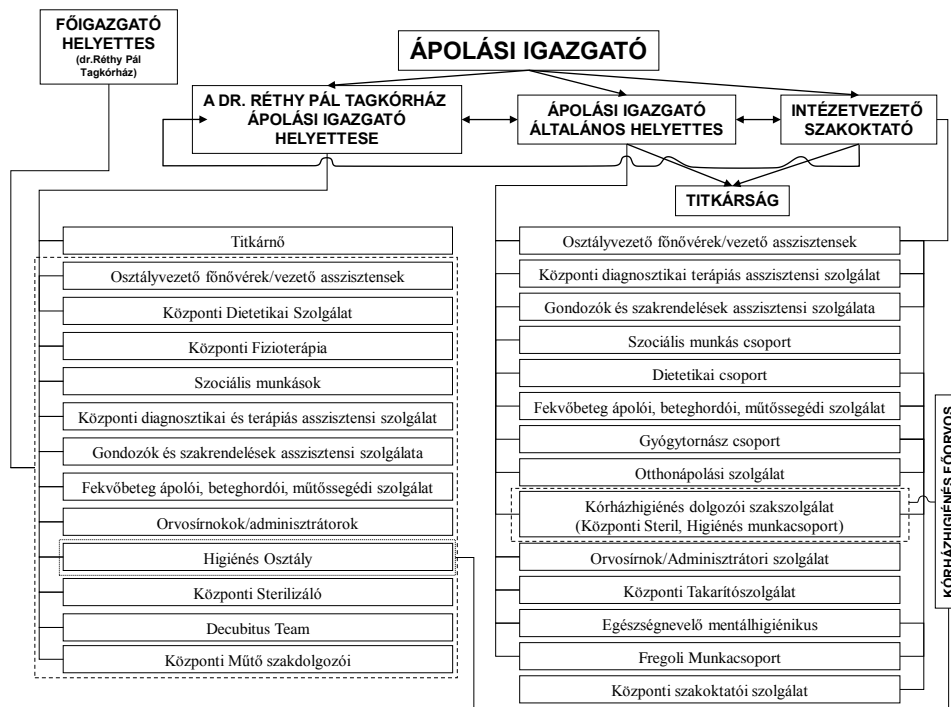 FŐIGAZGATÓ
HELYETTES
(dr.Réthy Pál
Tagkórház)
ÁPOLÁSI IGAZGATÓ
A DR. RÉTHY PÁL TAGKÓRHÁZ
ÁPOLÁSI IGAZGATÓ
HELYETTESE
ÁPOLÁSI IGAZGATÓ
ÁLTALÁNOS HELYETTES
INTÉZETVEZETŐ
SZAKOKTATÓ
TITKÁRSÁG
Titkárnő
Osztályvezető főnővérek/vezető asszisztensek
Központi Dietetikai Szolgálat
Központi Fizioterápia
Szociális munkások
Központi diagnosztikai és terápiás asszisztensi szolgálat
Gondozók és szakrendelések asszisztensi szolgálata
Fekvőbeteg ápolói, beteghordói, műtőssegédi szolgálat
Orvosírnokok/adminisztrátorok
Higiénés Osztály
Központi Sterilizáló
Decubitus Team
Központi Műtő szakdolgozói
Osztályvezető főnővérek/vezető asszisztensek
Központi diagnosztikai terápiás asszisztensi szolgálat
Gondozók és szakrendelések asszisztensi szolgálata
Szociális munkás csoport
Dietetikai csoport
Fekvőbeteg ápolói, beteghordói, műtőssegédi szolgálat
Gyógytornász csoport
Otthonápolási szolgálat
Kórházhigiénés dolgozói szakszolgálat
(Központi Steril, Higiénés munkacsoport)
Orvosírnok/Adminisztrátori szolgálat
Központi Takarítószolgálat
Egészségnevelő mentálhigiénikus
Fregoli Munkacsoport
Központi szakoktatói szolgálat
KÓRHÁZHIGIÉNÉS FŐORVOS